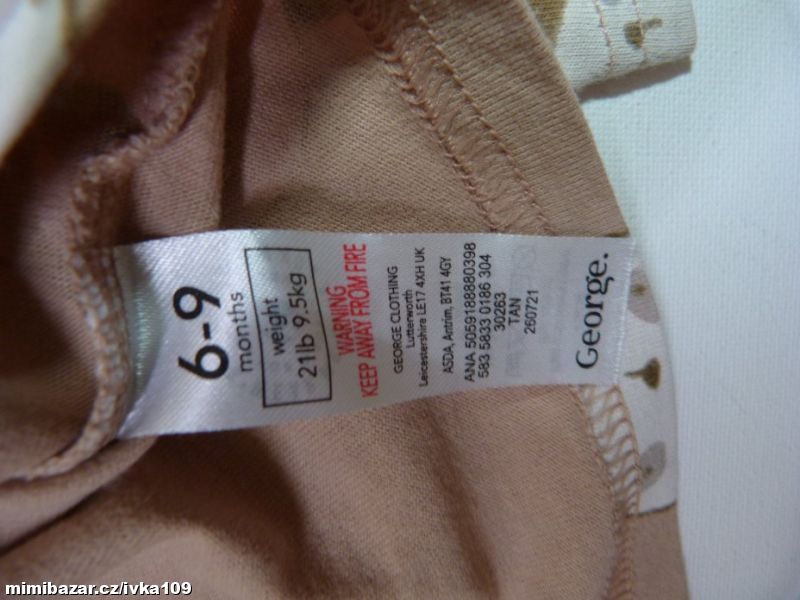 6-9
months
weight
21lb 9.5kg
WARNING
KEEP AWAY FROM FIRE
GEORGE CLOTHING
Lutterworth
Leicestershire LE17 4XH UK
ASDA, Antrim, BT41 4GY
ANA 5059188880398
583 5833 0186 304
30263
TAN
260721
George.
mimibazar.cz/ivka109